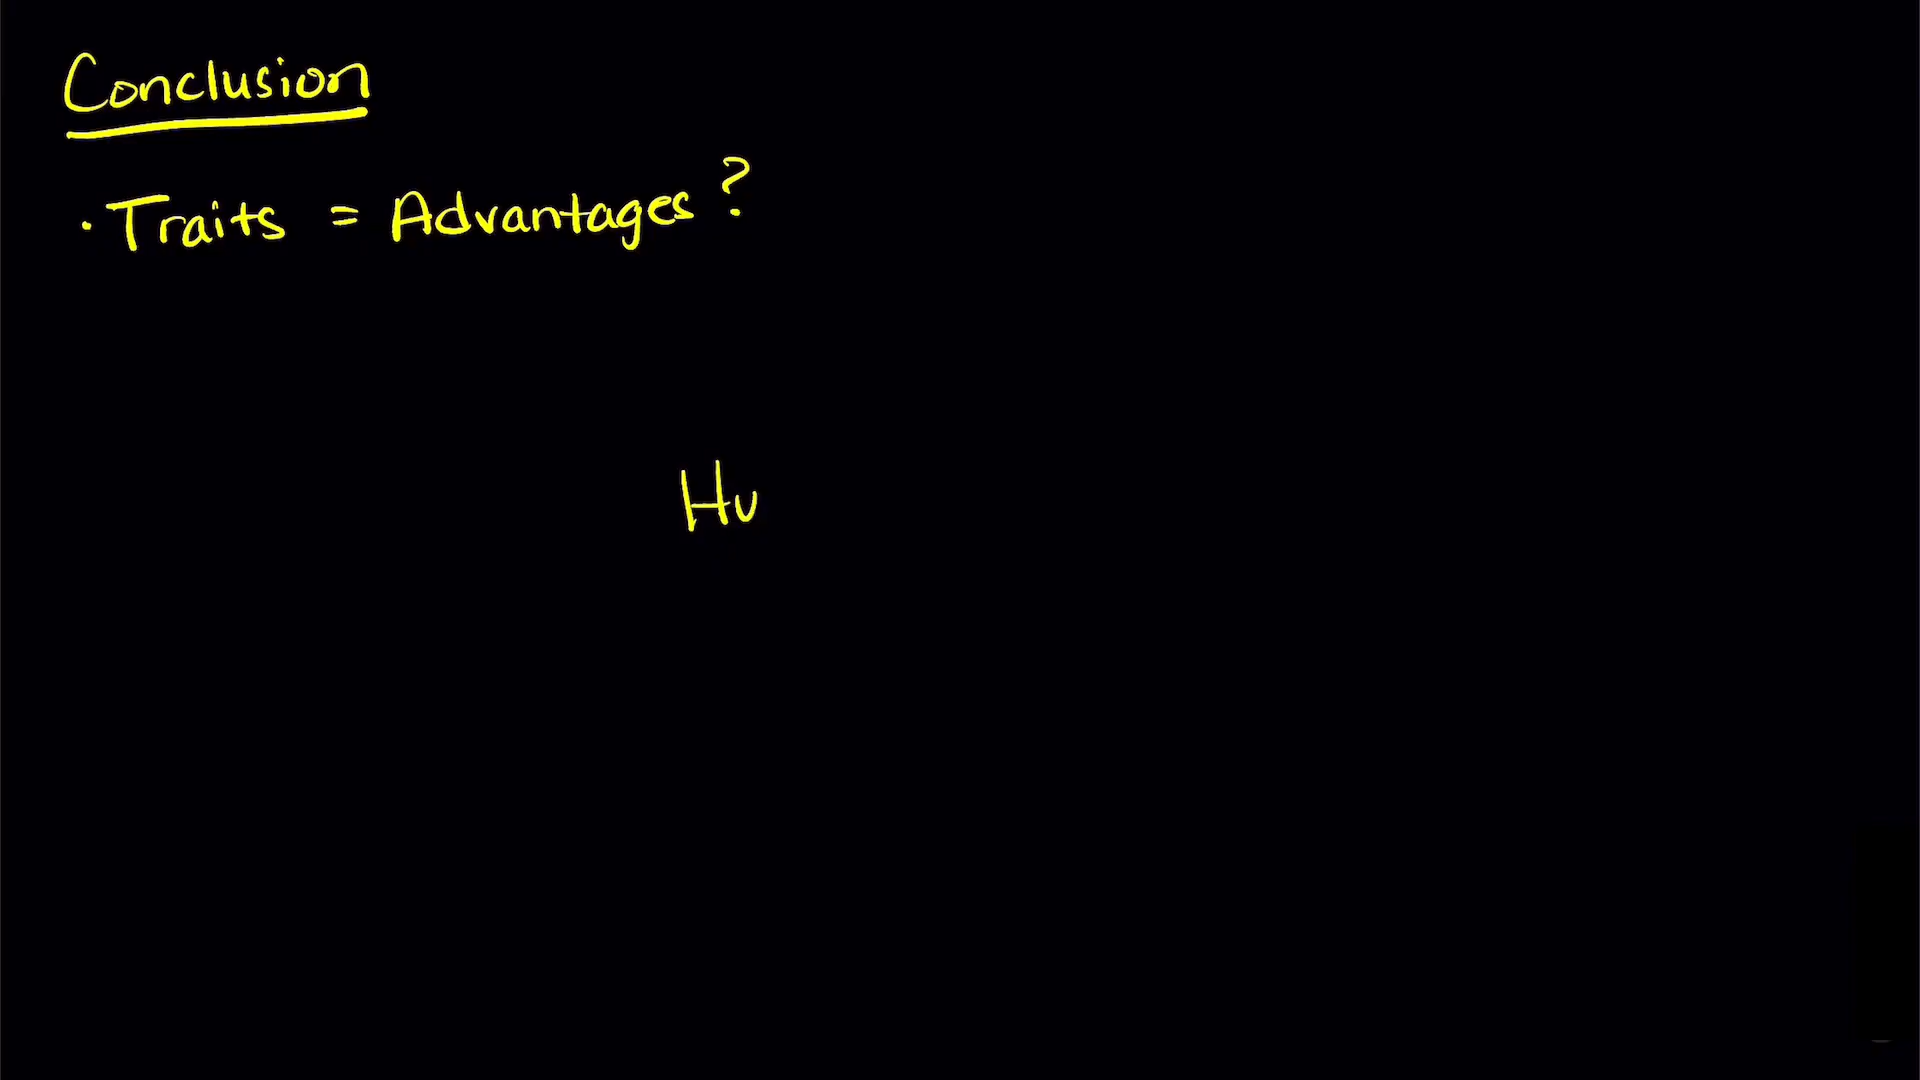 Conclusion
· Traits = Advantages?
Hu